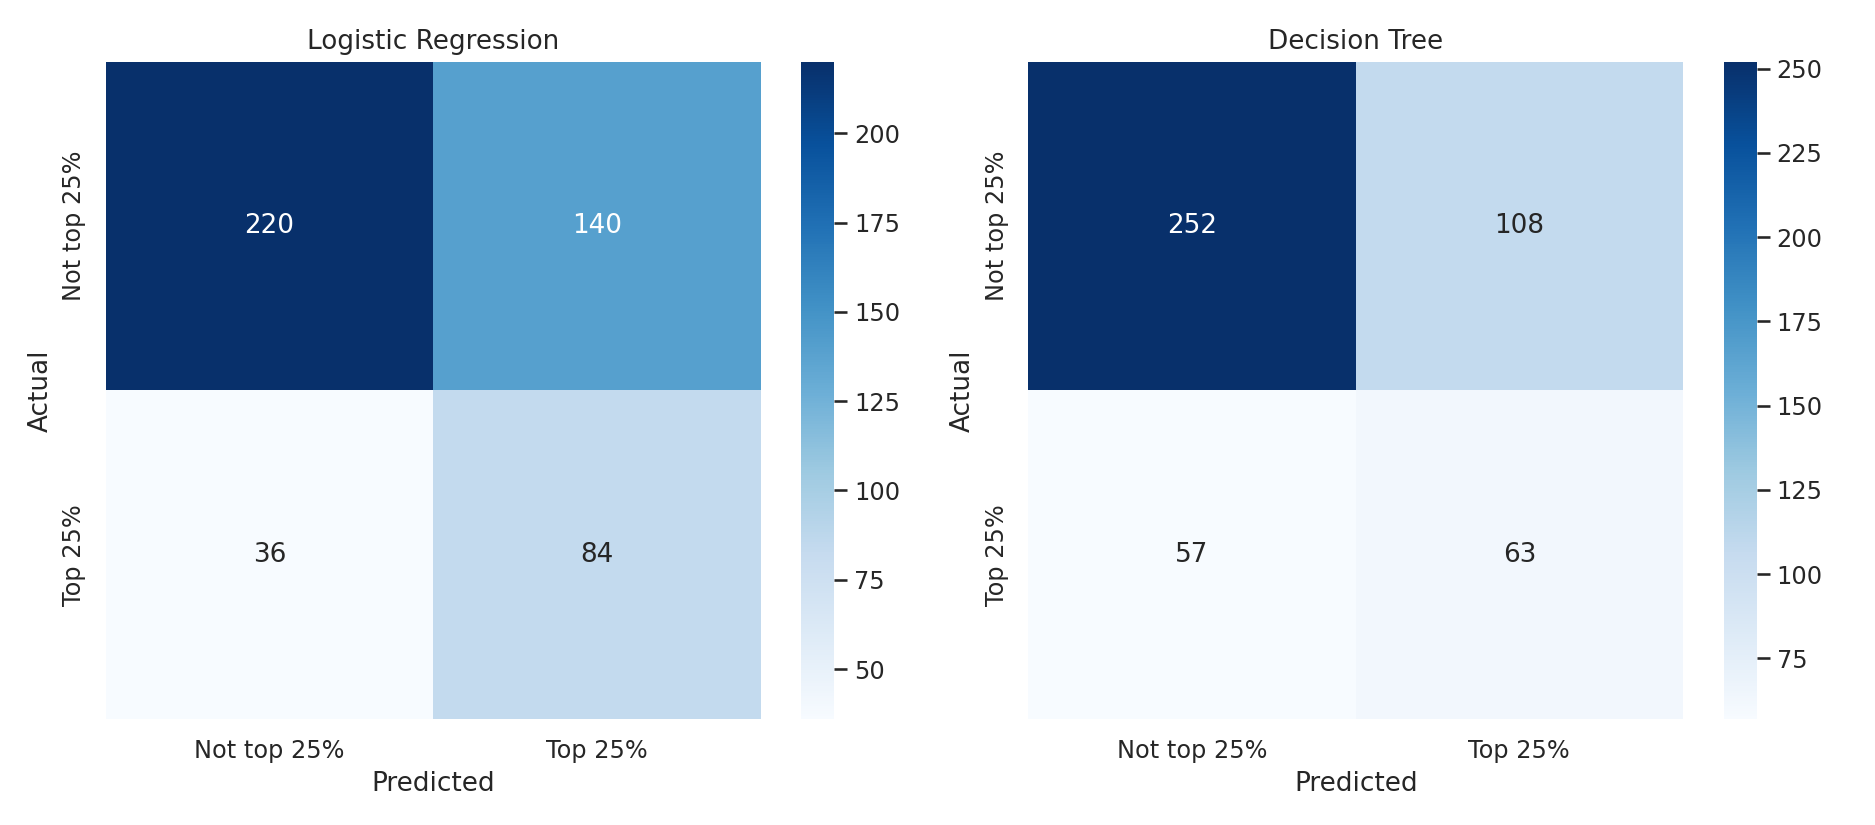 Logistic Regression
Not top 25%
Top 25%
Actual
220
140
36
84
200
175
150
125
100
75
50
Not top 25%
Top 25%
Predicted
Decision Tree
Not top 25%
Top 25%
Actual
252
108
57
63
250
225
200
175
150
125
100
75
Not top 25%
Top 25%
Predicted